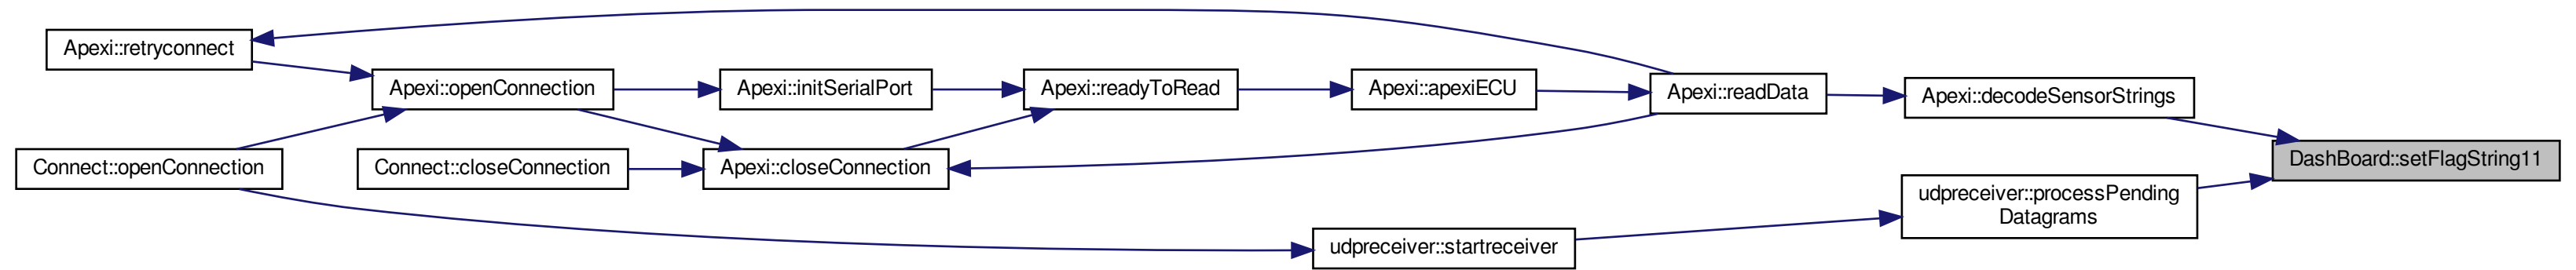 Apexi::retryconnect
Apexi::openConnection
Apexi::initSerialPort
Apexi::readyToRead
Apexi::apexiECU
Apexi::readData
Apexi::decodeSensorStrings
DashBoard::setFlagString11
Connect::openConnection
Connect::closeConnection
Apexi::closeConnection
udpreceiver::processPending
Datagrams
udpreceiver::startreceiver